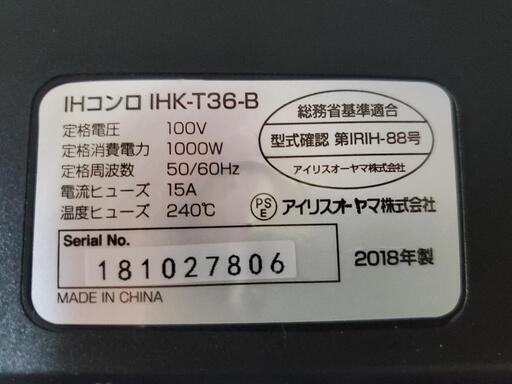 IHコンロ IHK-T36-B
定格電圧 100V
定格消費電力 1000W
定格周波数 50/60Hz
電流ヒューズ 15A
温度ヒューズ 240℃
総務省基準適合
型式確認 第IRIH-88号
アイリスオーヤマ株式会社
PSE アイリスオーヤマ株式会社
Serial No.
181027806
2018年製
MADE IN CHINA